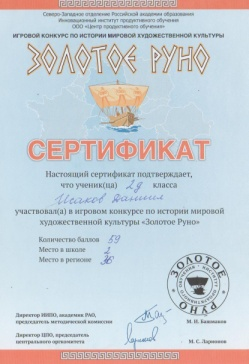 Северо-Западное отделение Российской академии образования
Инновационный институт продуктивного обучения
ООО «Центр продуктивного обучения»
ИГРОВОЙ КОНКУРС ПО ИСТОРИИ МИРОВОЙ ХУДОЖЕСТВЕННОЙ КУЛЬТУРЫ
ЗОЛОТОЕ РУНО
СЕРТИФИКАТ
Настоящий сертификат подтверждает,
что ученик(ца) 2д класса
Исаков Даниил
участвовал(а) в игровом конкурсе по истории мировой
художественной культуры «Золотое Руно»
Количество баллов 59
Место в школе 2
Место в регионе
Директор ИИПО, академик РАО,
председатель методической комиссии
М. И. Башмаков
Директор ЦПО, председатель
центрального оргкомитета
М. С. Ларионов
ЗОЛОТОЕ
РУНО